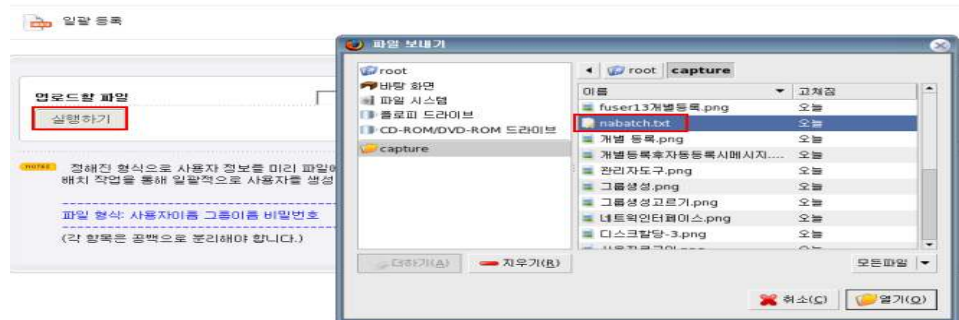 일괄 등록
업로드할 파일
실행하기
NOTES 정해진 형식으로 사용자 정보를 미리 파일에
배치 작업을 통해 일괄적으로 사용자를 생성
파일 형식: 사용자이름 그룹이름 비밀번호
(각 항목은 공백으로 분리해야 합니다.)
파일 보내기
root
바탕 화면
파일 시스템
플로피 드라이브
CD-ROM/DVD-ROM 드라이브
capture
root capture
이름 고쳐짐
fuser13개별등록.png 오늘
nabatch.txt 오늘
개별 등록.png 오늘
개별등록후자동등록시메시지.... 오늘
관리자도구.png 오늘
그룹생성.png 오늘
그룹생성고르기.png 오늘
네트웍인터페이스.png 오늘
디스크할당-3.png 오늘
더하기(A) 지우기(R) 모든파일
취소(C) 열기(O)